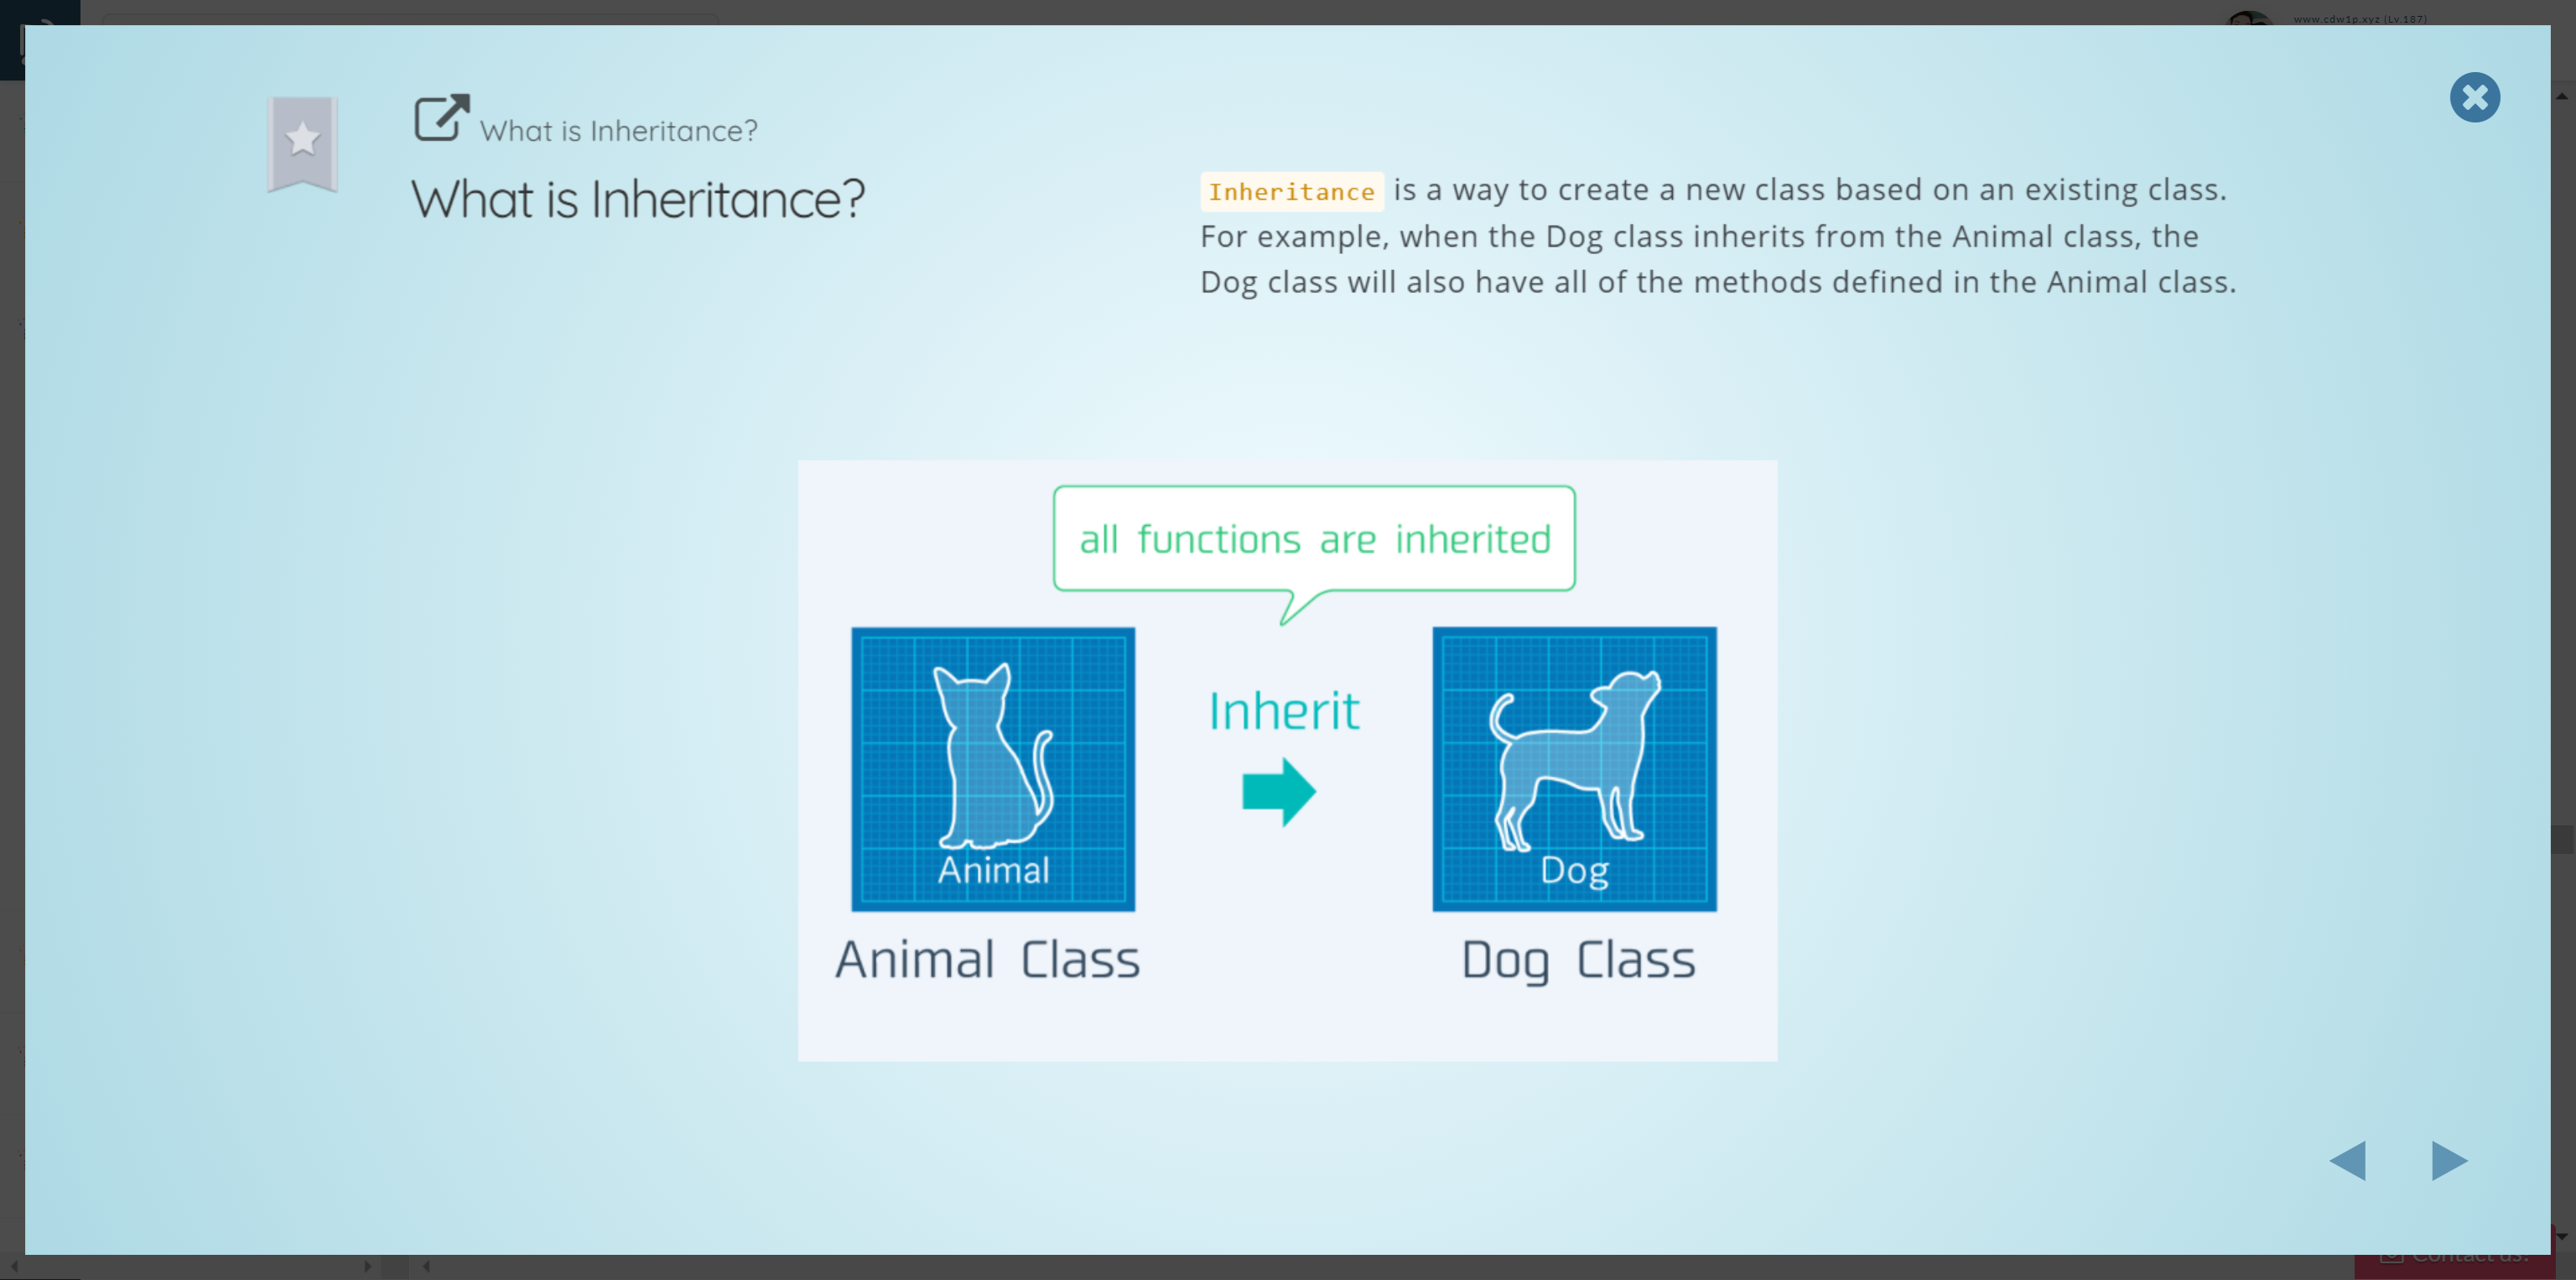 www.cdw1p.xyz (Lv.187)
What is Inheritance?
What is Inheritance?
Inheritance is a way to create a new class based on an existing class.
For example, when the Dog class inherits from the Animal class, the
Dog class will also have all of the methods defined in the Animal class.
all functions are inherited
Inherit
Animal
Dog
Animal Class
Dog Class
Contact us!